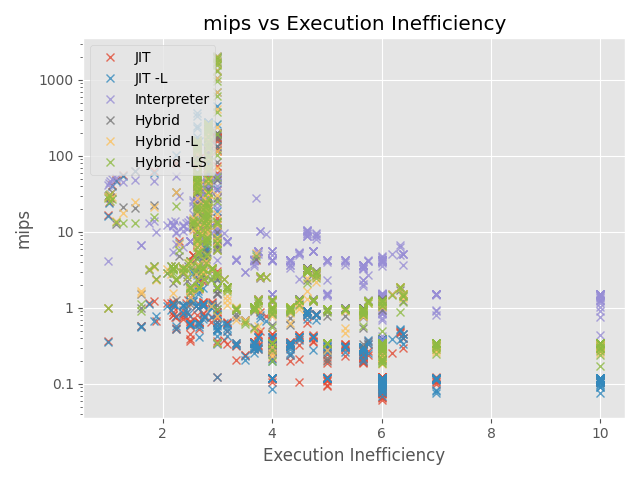 mips vs Execution Inefficiency
JIT
JIT -L
Interpreter
Hybrid
Hybrid -L
Hybrid -LS
1000
100
10
1
0.1
mips
2
4
6
8
10
Execution Inefficiency